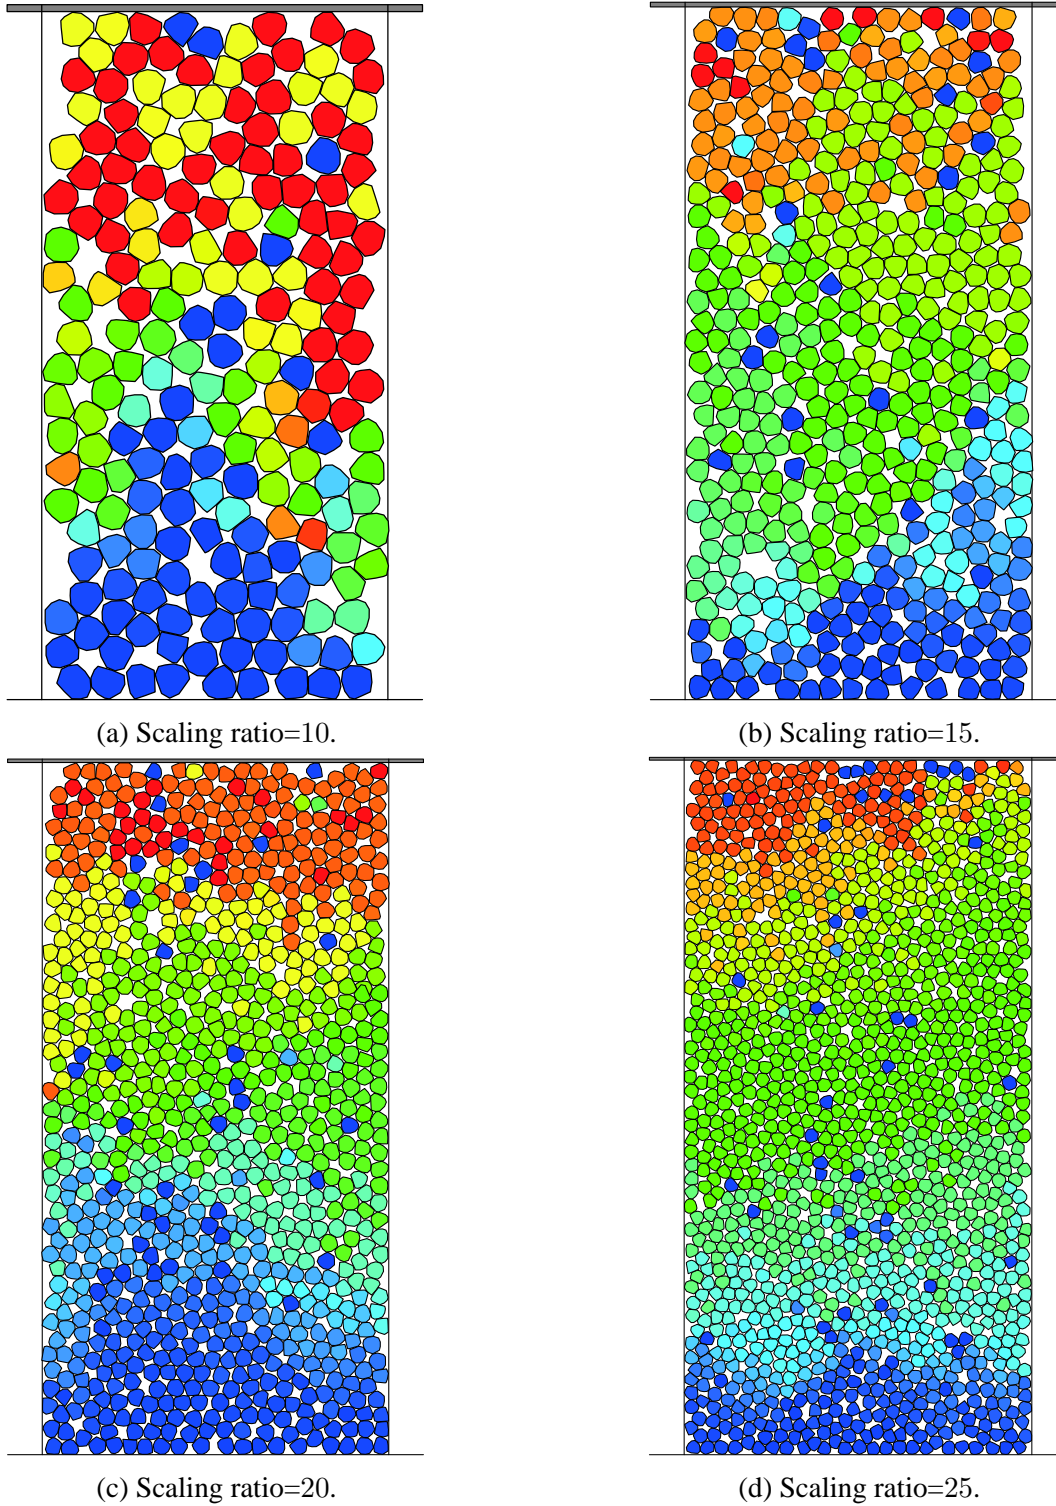 (a) Scaling ratio=10.
(b) Scaling ratio=15.
(c) Scaling ratio=20.
(d) Scaling ratio=25.